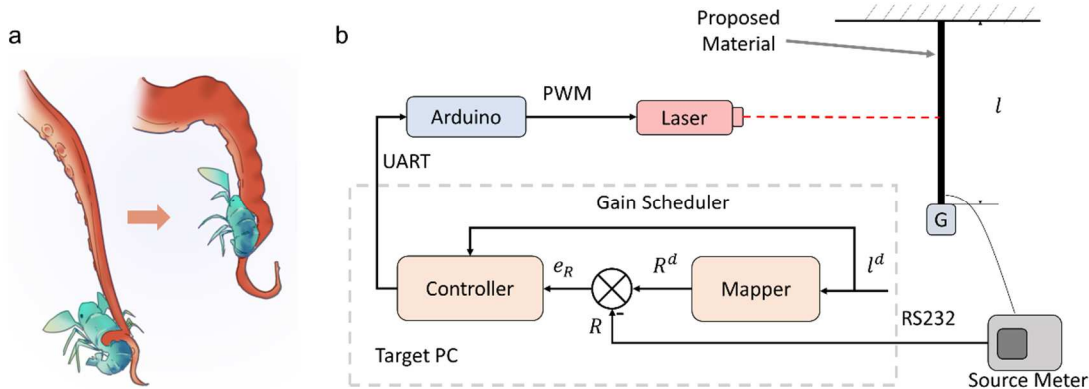 a
b
Proposed
Material
l
PWM
Arduino
Laser
UART
G
Gain Scheduler
e_R
R^d
l^d
Controller
Mapper
R
-
RS232
Target PC
Source Meter